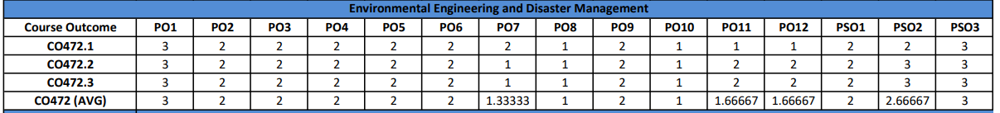 Environmental Engineering and Disaster Management
Course Outcome PO1 PO2 PO3 PO4 PO5 PO6 PO7 PO8 PO9 PO10 PO11 PO12 PSO1 PSO2 PSO3
CO472.1 3 2 2 2 2 2 2 1 2 1 1 1 2 2 3
CO472.2 3 2 2 2 2 2 1 1 2 1 2 2 2 3 3
CO472.3 3 2 2 2 2 2 1 1 2 1 2 2 2 3 3
CO472 (AVG) 3 2 2 2 2 2 1.33333 1 2 1 1.66667 1.66667 2 2.66667 3